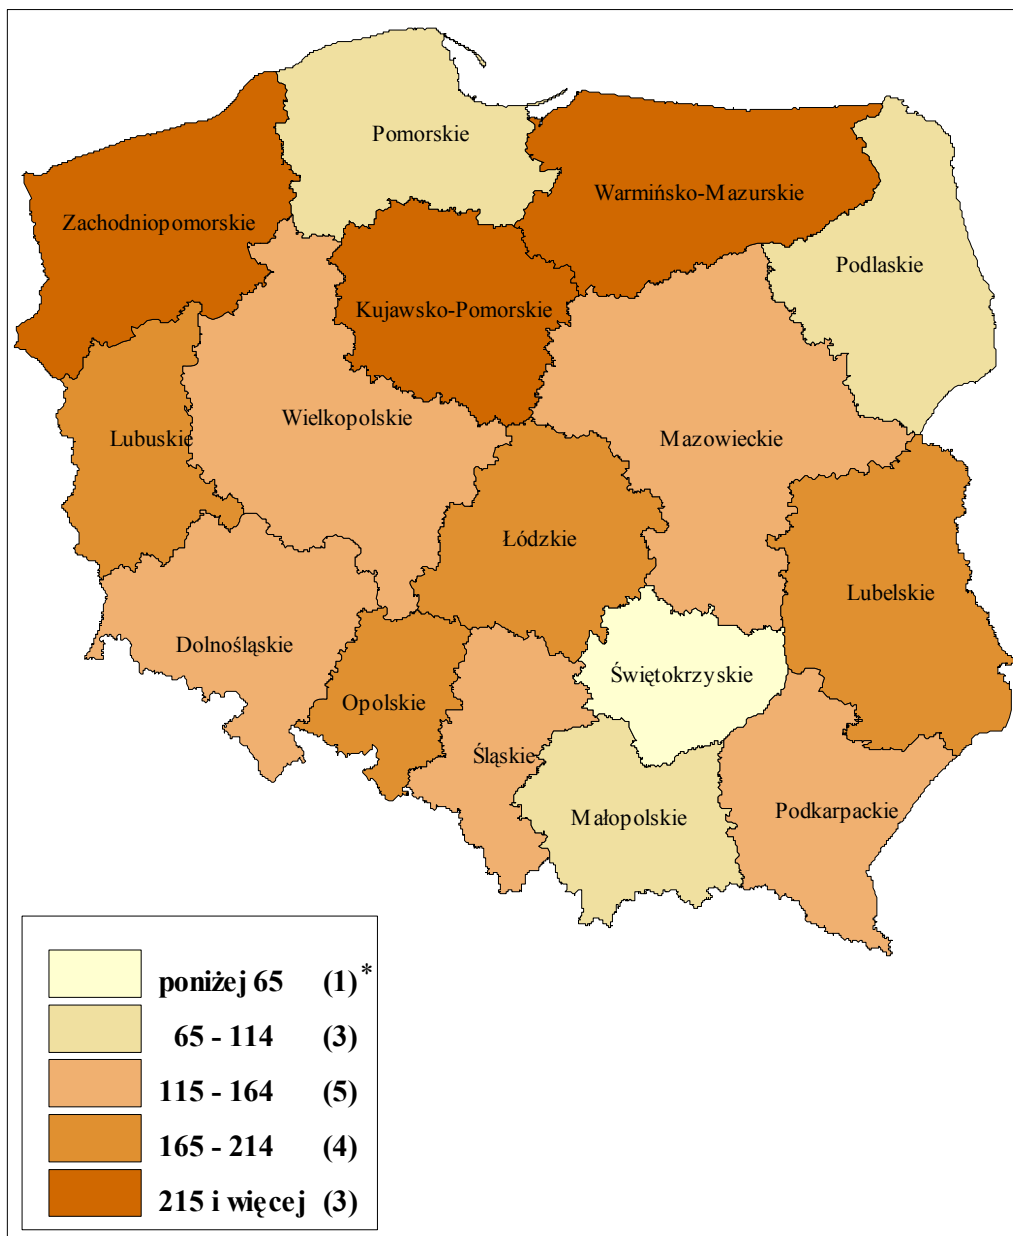 Pomorskie
Warmińsko-Mazurskie
Zachodniopomorskie
Podlaskie
Kujawsko-Pomorskie
Wielkopolskie
Lubuskie
Mazowieckie
Łódzkie
Lubelskie
Dolnośląskie
Świętokrzyskie
Opolskie
Śląskie
Małopolskie
Podkarpackie
poniżej 65 (1)*
65 - 114 (3)
115 - 164 (5)
165 - 214 (4)
215 i więcej (3)